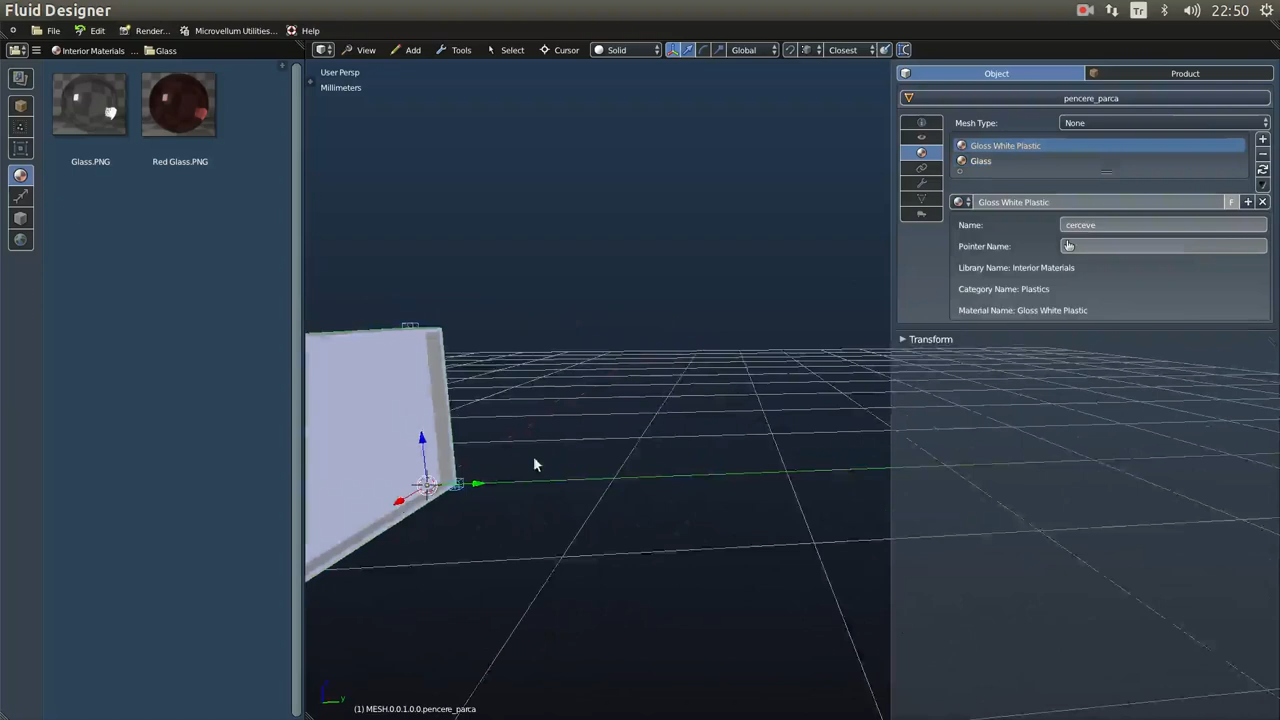 Fluid Designer
Tr
22:50
File Edit Render... Microvellum Utilities... Help
Interior Materials ... Glass
View Add Tools Select Cursor Solid Global Closest
User Persp
Millimeters
Object Product
pencere_parca
Mesh Type: None
Gloss White Plastic
Glass
Gloss White Plastic F
Name: cerceve
Pointer Name:
Library Name: Interior Materials
Category Name: Plastics
Material Name: Gloss White Plastic
Transform
Glass.PNG Red Glass.PNG
y
(1) MESH.0.0.1.0.0.pencere_parca